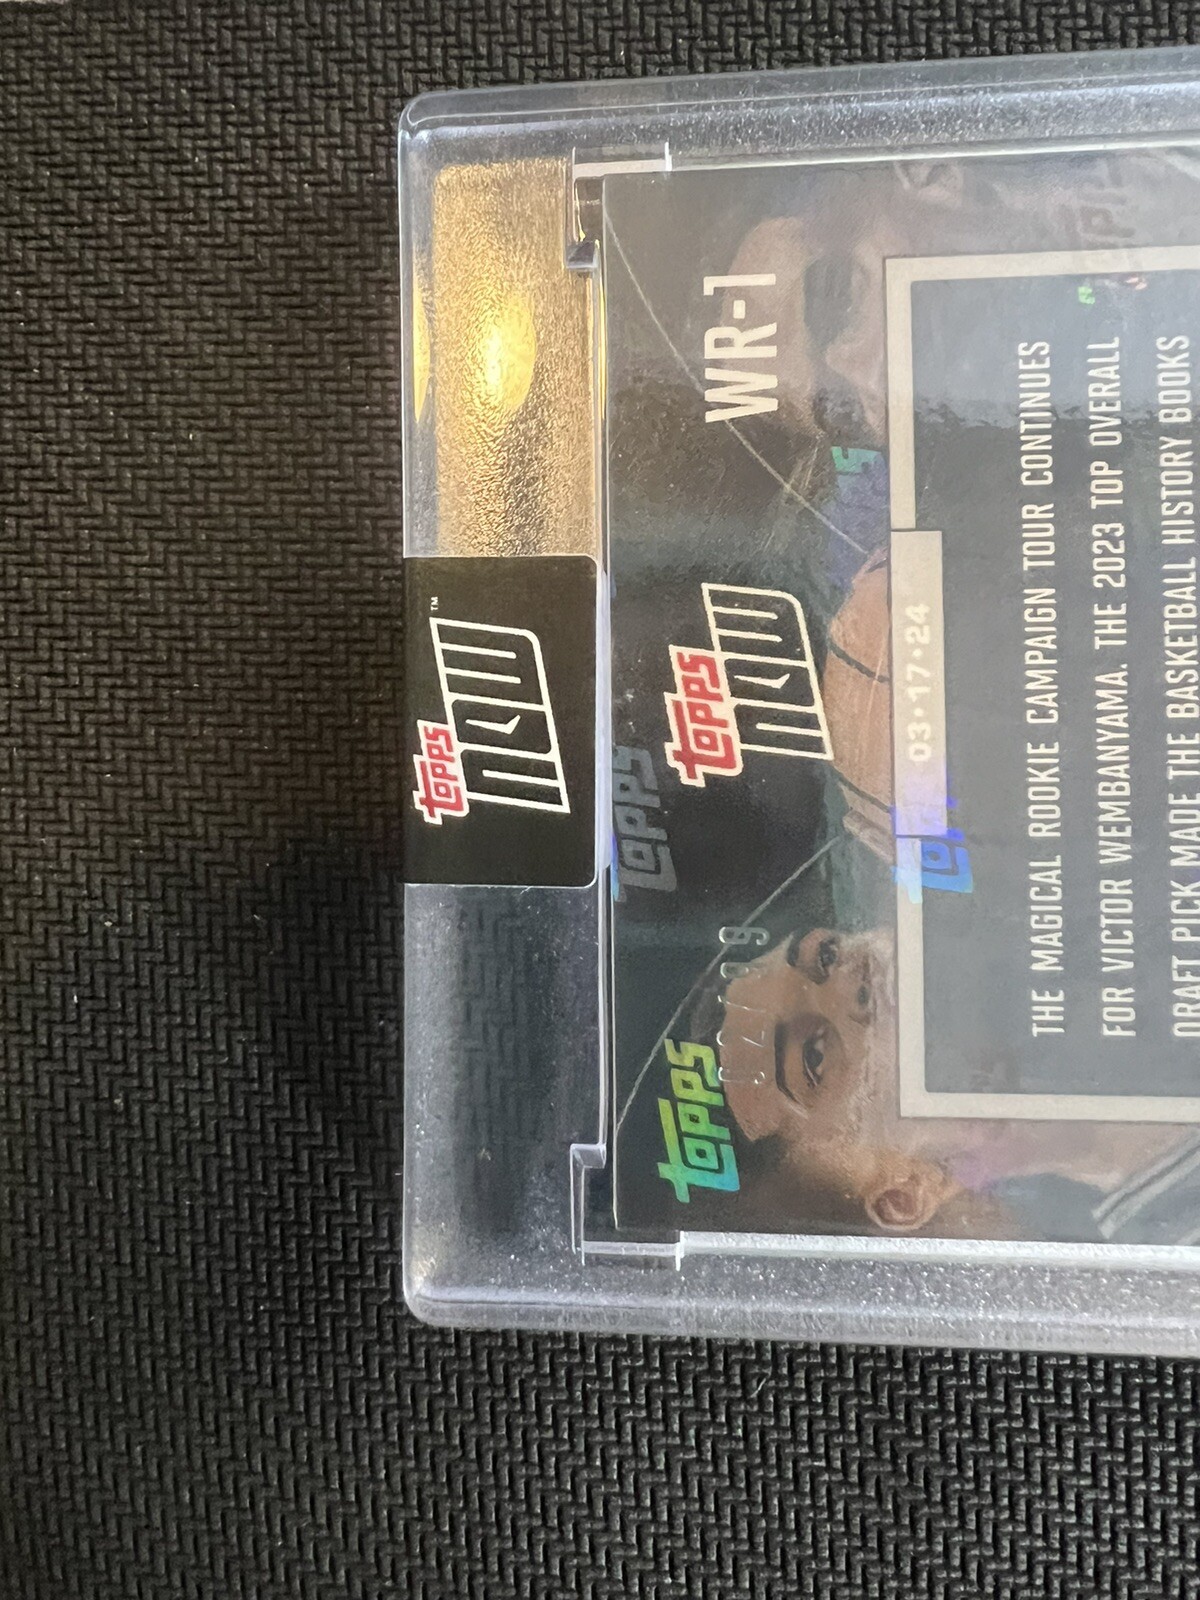 topps
NOW™
topps
topps
NOW
WR-1
topps
03•17•24
THE MAGICAL ROOKIE CAMPAIGN TOUR CONTINUES
FOR VICTOR WEMBANYAMA. THE 2023 TOP OVERALL
DRAFT PICK MADE THE BASKETBALL HISTORY BOOKS